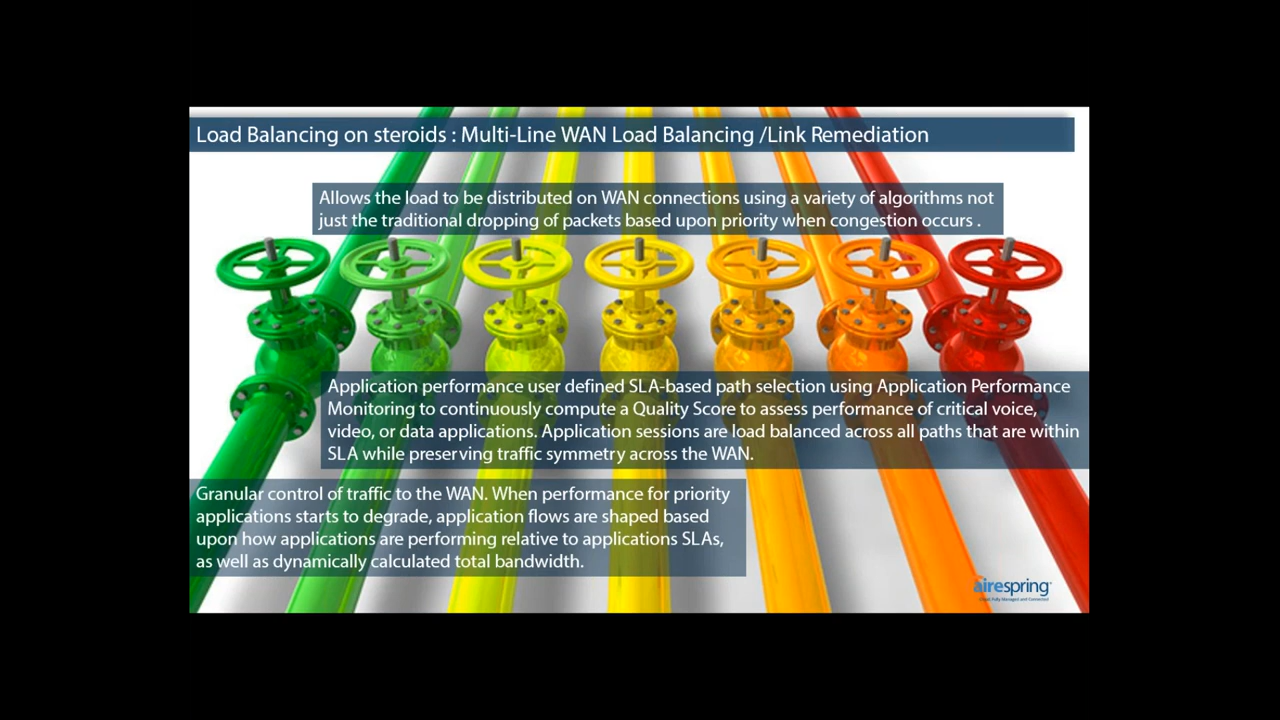 Load Balancing on steroids : Multi-Line WAN Load Balancing /Link Remediation
Allows the load to be distributed on WAN connections using a variety of algorithms not
just the traditional dropping of packets based upon priority when congestion occurs .
Application performance user defined SLA-based path selection using Application Performance
Monitoring to continuously compute a Quality Score to assess performance of critical voice,
video, or data applications. Application sessions are load balanced across all paths that are within
SLA while preserving traffic symmetry across the WAN.
Granular control of traffic to the WAN. When performance for priority
applications starts to degrade, application flows are shaped based
upon how applications are performing relative to applications SLAs,
as well as dynamically calculated total bandwidth.
airespring
Fully Managed and Connected